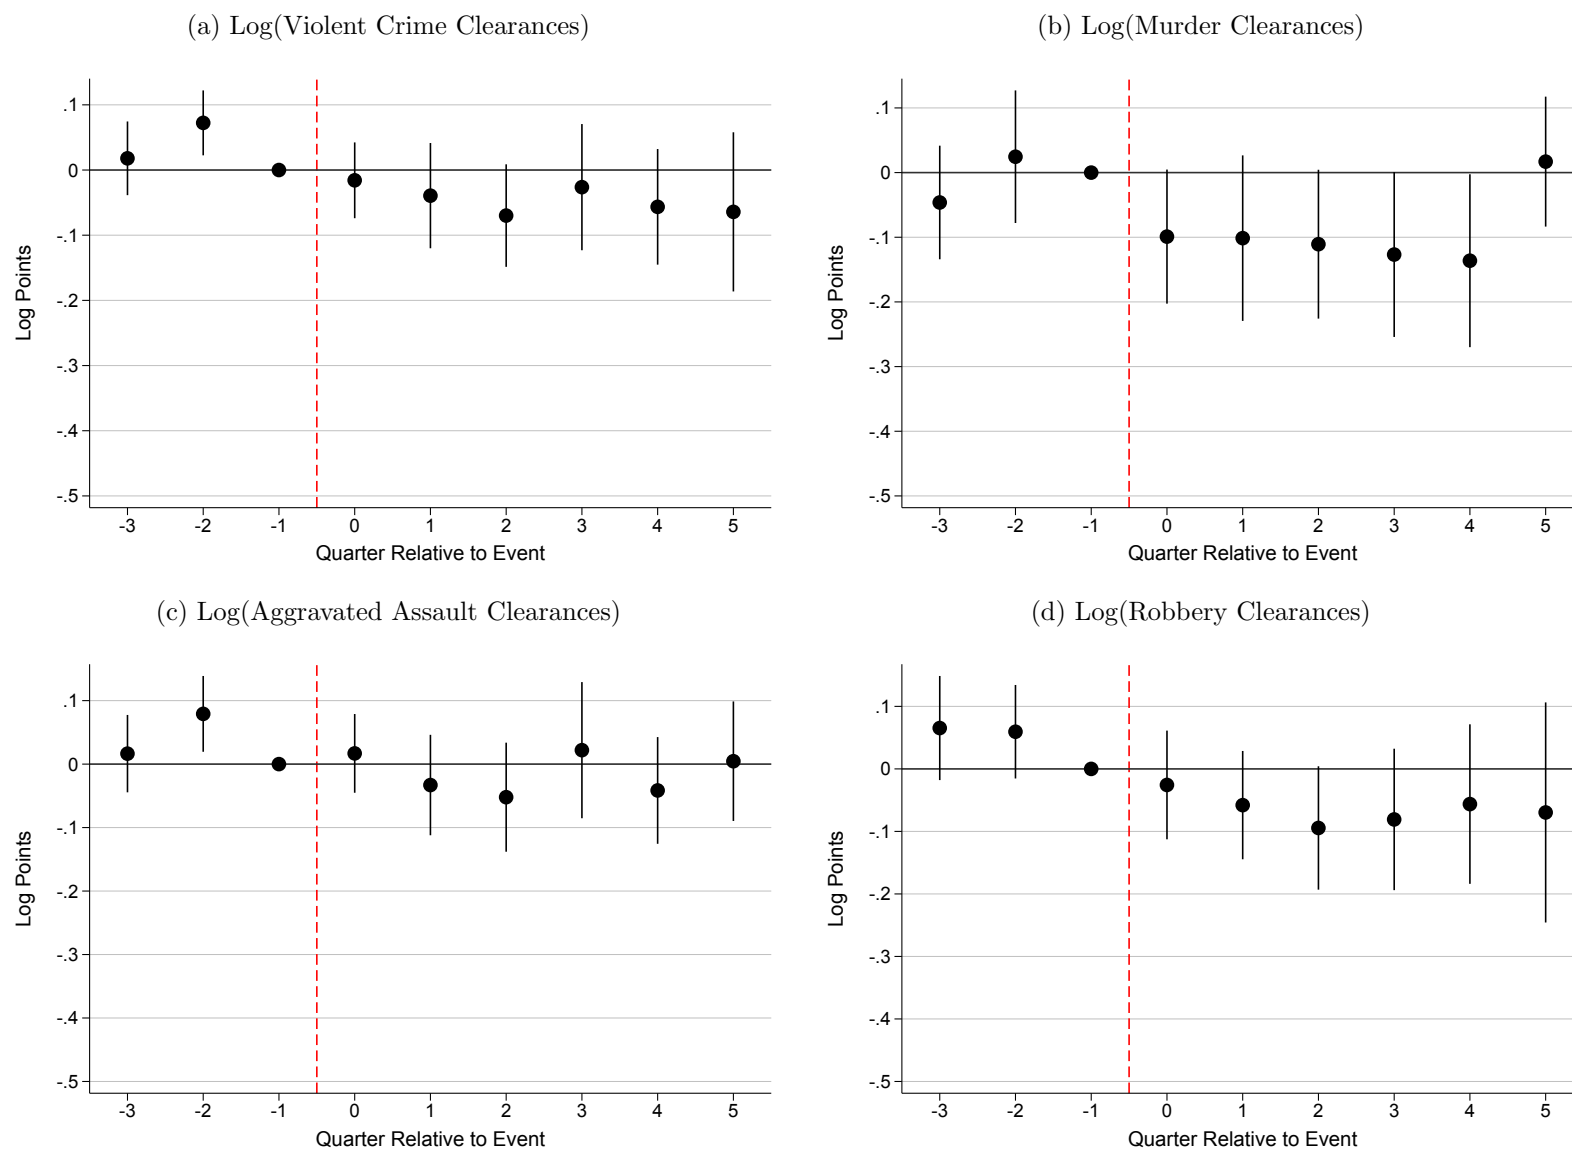 (a) Log(Violent Crime Clearances)
.1
0
-.1
-.2
-.3
-.4
-.5
Log Points
-3 -2 -1 0 1 2 3 4 5
Quarter Relative to Event
(b) Log(Murder Clearances)
.1
0
-.1
-.2
-.3
-.4
-.5
Log Points
-3 -2 -1 0 1 2 3 4 5
Quarter Relative to Event
(c) Log(Aggravated Assault Clearances)
.1
0
-.1
-.2
-.3
-.4
-.5
Log Points
-3 -2 -1 0 1 2 3 4 5
Quarter Relative to Event
(d) Log(Robbery Clearances)
.1
0
-.1
-.2
-.3
-.4
-.5
Log Points
-3 -2 -1 0 1 2 3 4 5
Quarter Relative to Event